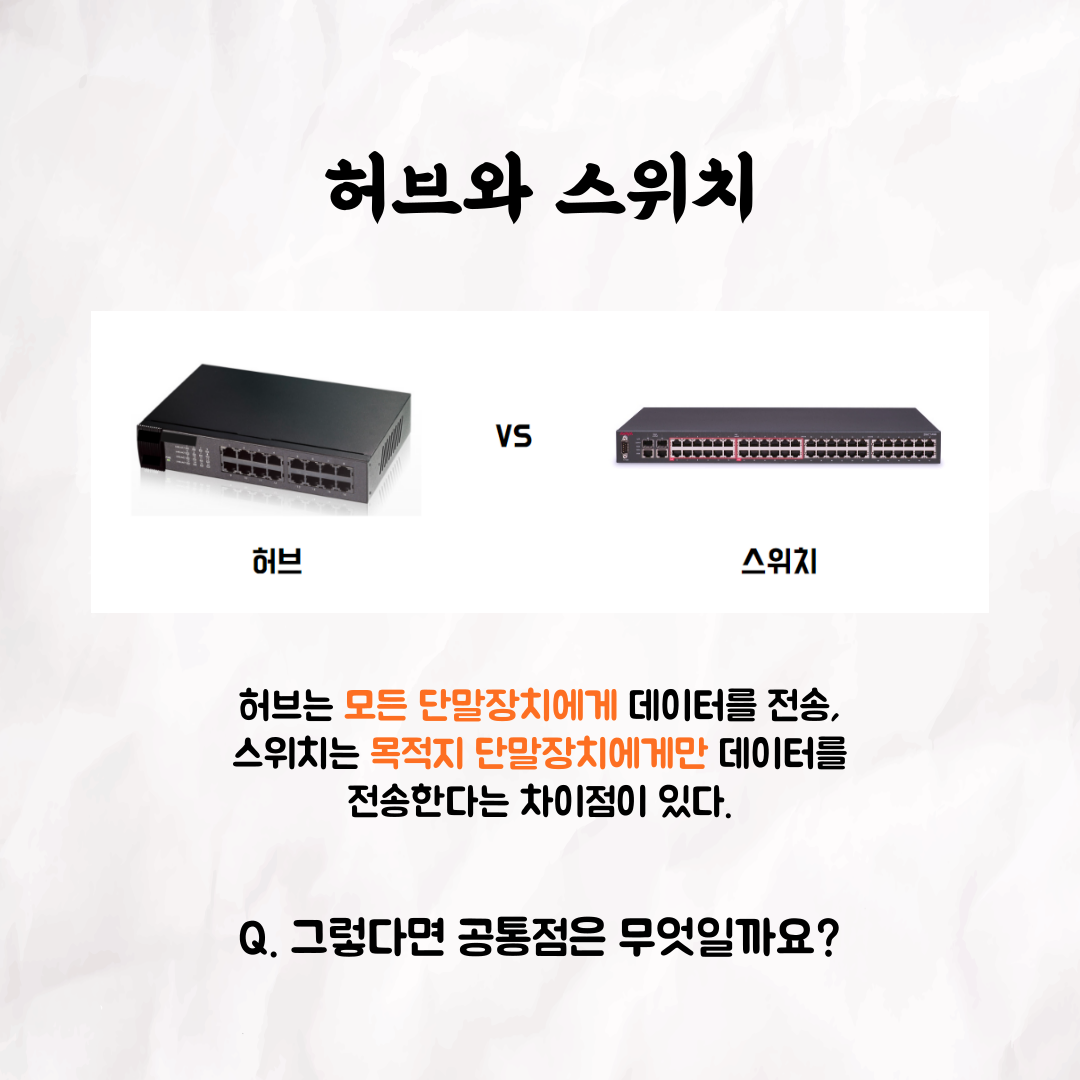 허브와 스위치
VS
허브
스위치
허브는 모든 단말장치에게 데이터를 전송,
스위치는 목적지 단말장치에게만 데이터를
전송한다는 차이점이 있다.
Q. 그렇다면 공통점은 무엇일까요?